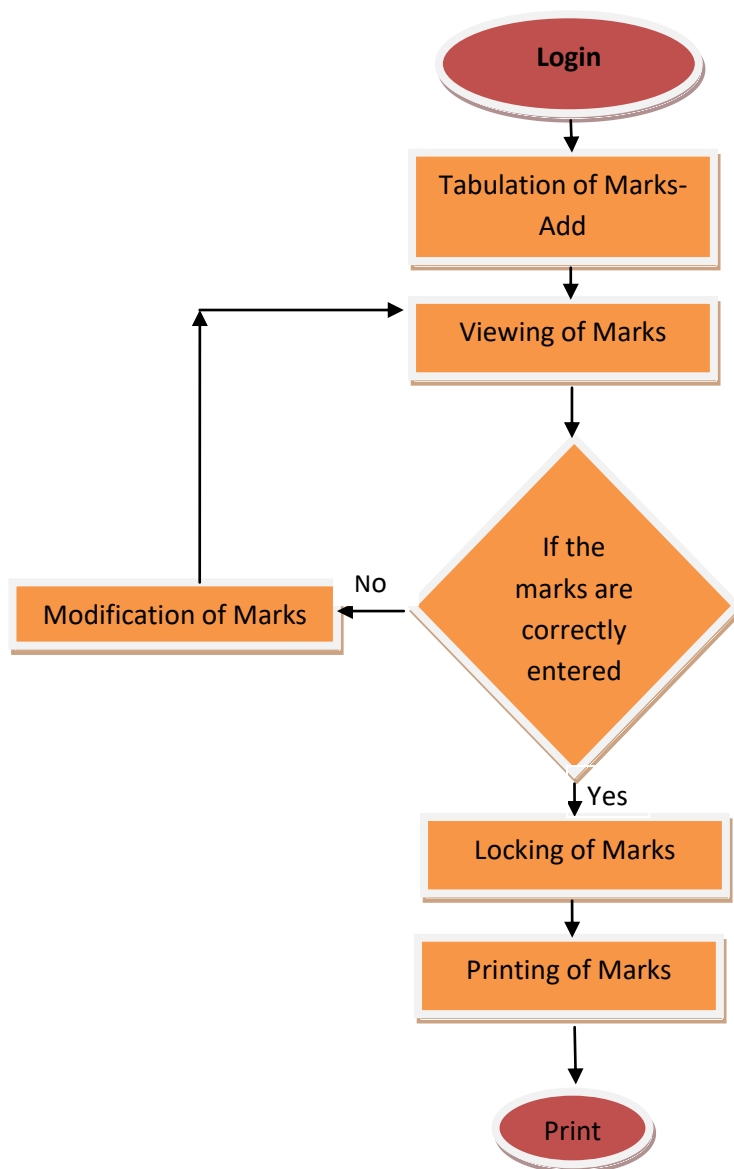 Login
Tabulation of Marks-
Add
Viewing of Marks
If the
marks are
correctly
entered
No
Modification of Marks
Yes
Locking of Marks
Printing of Marks
Print